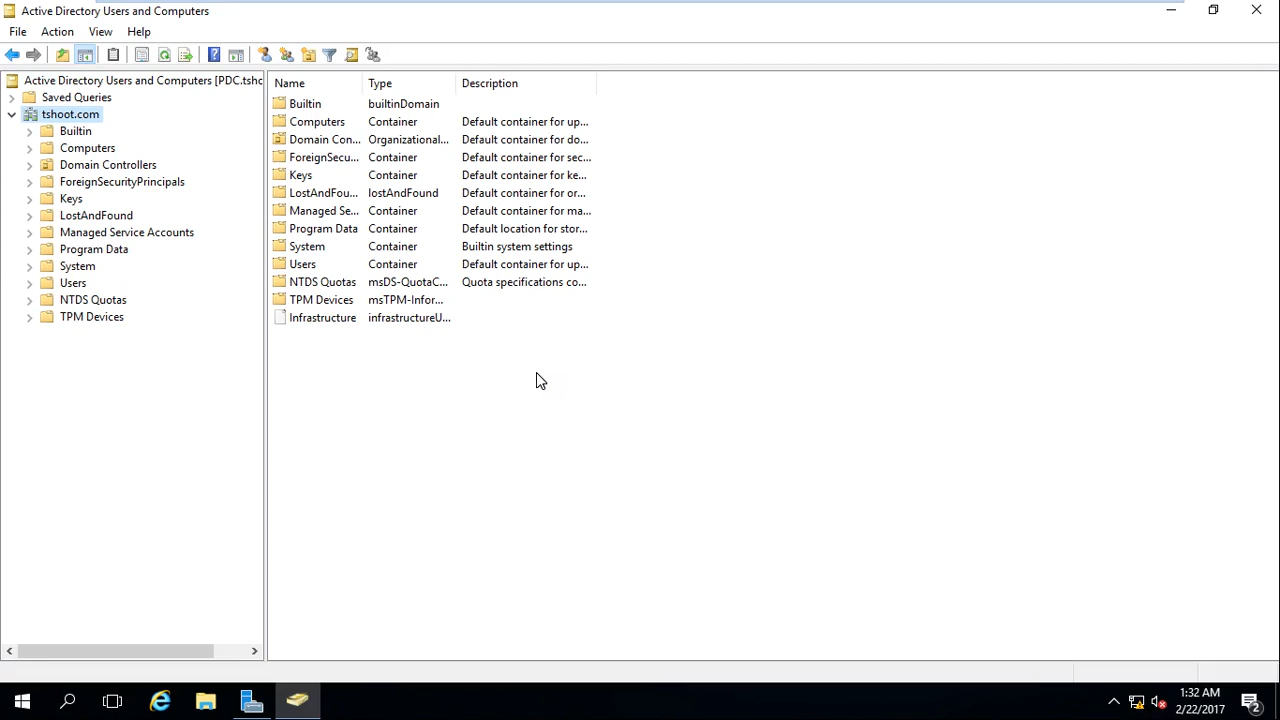 Active Directory Users and Computers
File Action View Help
Active Directory Users and Computers [PDC.tshc
Saved Queries
tshoot.com
Builtin
Computers
Domain Controllers
ForeignSecurityPrincipals
Keys
LostAndFound
Managed Service Accounts
Program Data
System
Users
NTDS Quotas
TPM Devices
Name Type Description
Builtin builtinDomain
Computers Container Default container for up...
Domain Con... Organizational... Default container for do...
ForeignSecu... Container Default container for sec...
Keys Container Default container for ke...
LostAndFou... lostAndFound Default container for or...
Managed Se... Container Default container for ma...
Program Data Container Default location for stor...
System Container Builtin system settings
Users Container Default container for up...
NTDS Quotas msDS-QuotaC... Quota specifications co...
TPM Devices msTPM-Infor...
Infrastructure infrastructureU...
1:32 AM
2/22/2017
2